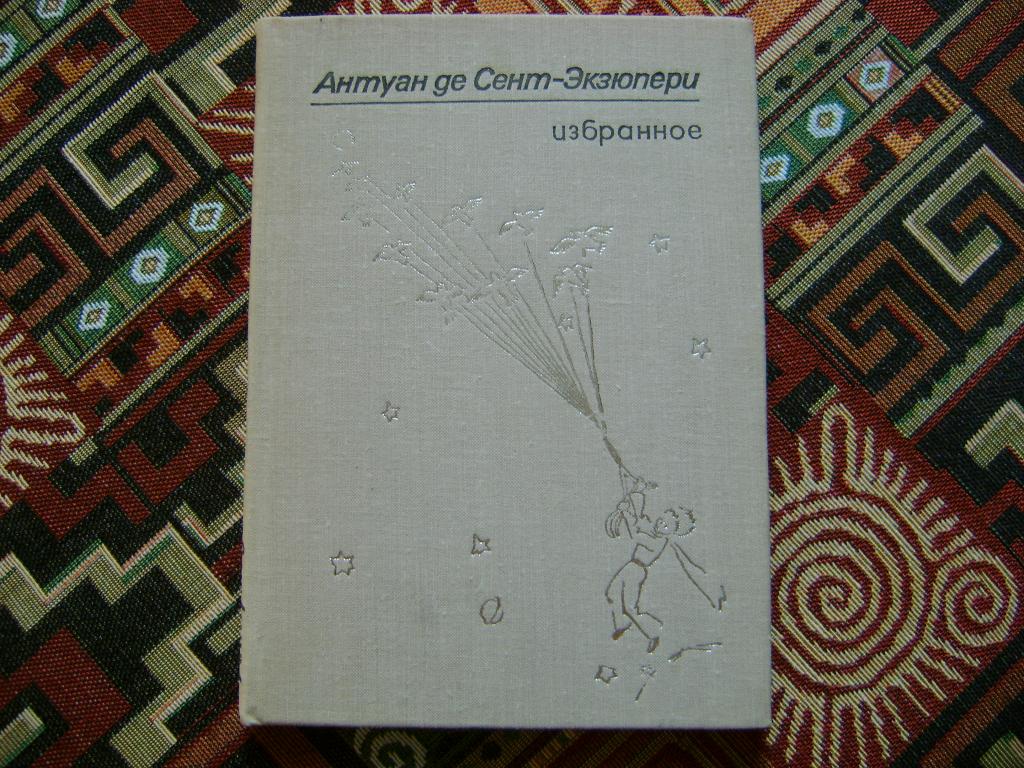 Антуан де Сент-Экзюпери
избранное